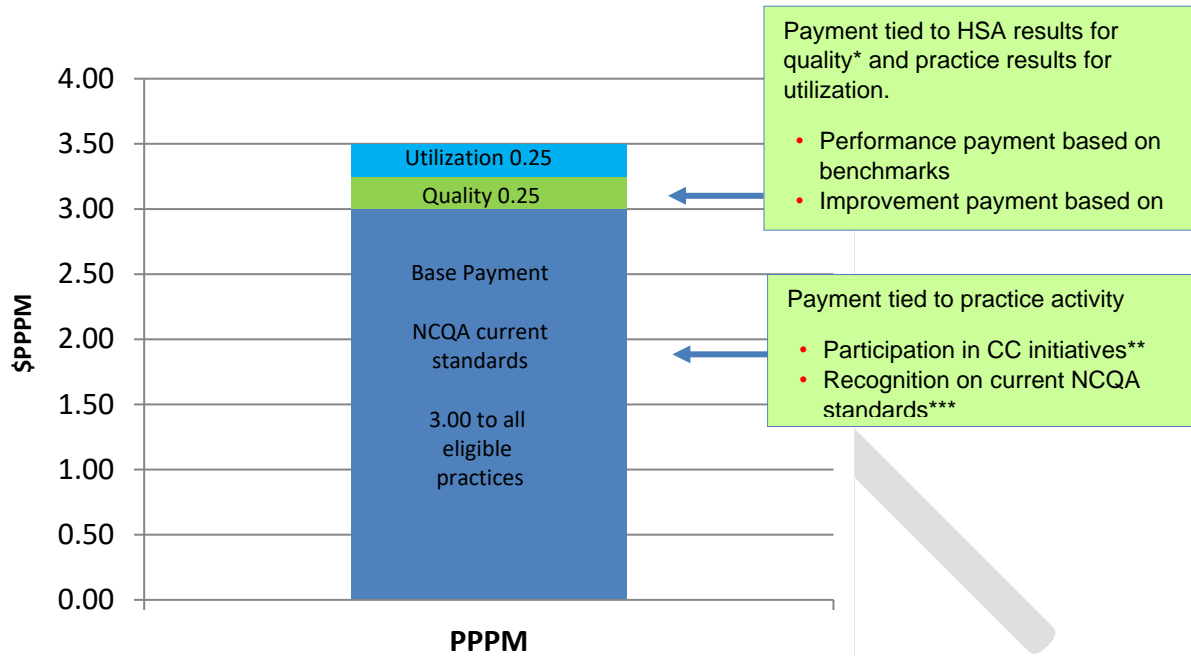 Payment tied to HSA results for
quality* and practice results for
utilization.
• Performance payment based on
benchmarks
• Improvement payment based on
4.00
3.50
3.00
2.50
2.00
1.50
1.00
0.50
0.00
$PPPM
Utilization 0.25
Quality 0.25
Base Payment
NCQA current
standards
3.00 to all
eligible
practices
PPPM
Payment tied to practice activity
• Participation in CC initiatives**
• Recognition on current NCQA
standards***